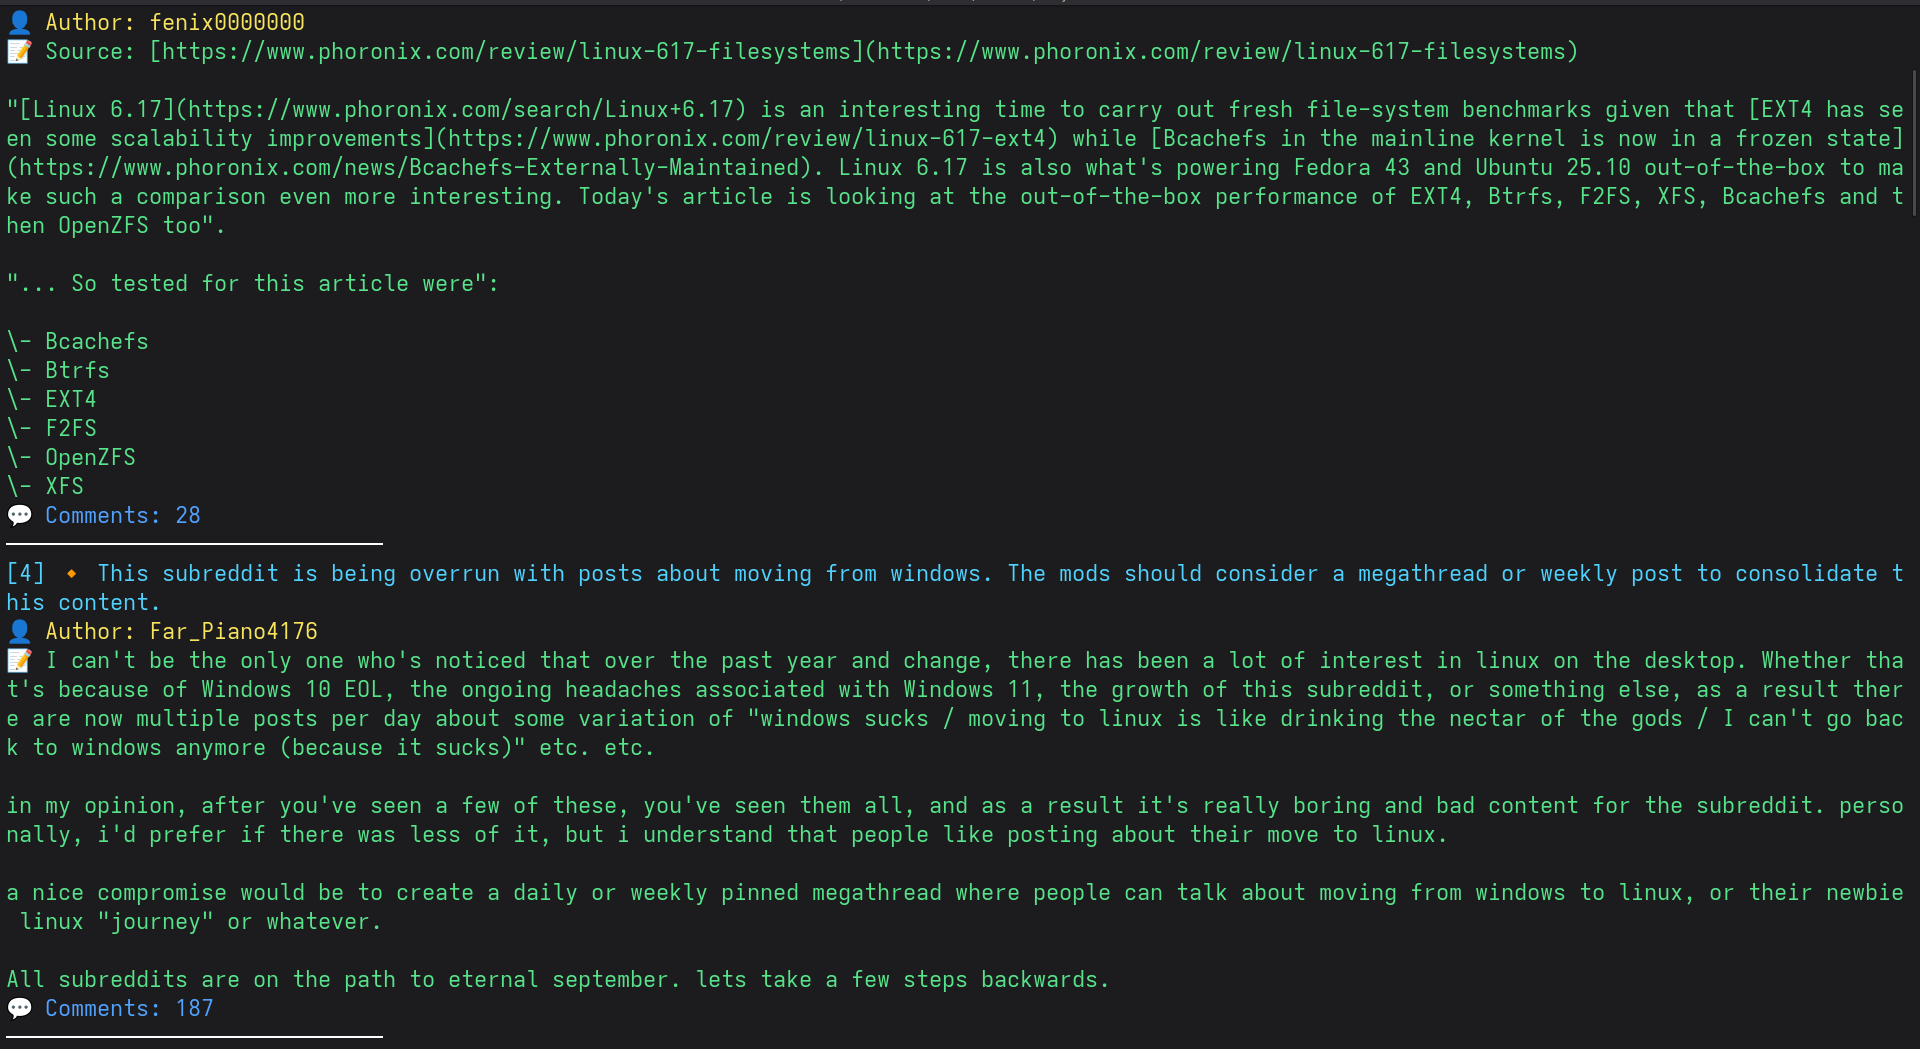 👤 Author: fenix0000000
📝 Source: [https://www.phoronix.com/review/linux-617-filesystems](https://www.phoronix.com/review/linux-617-filesystems)
"[Linux 6.17](https://www.phoronix.com/search/Linux+6.17) is an interesting time to carry out fresh file-system benchmarks given that [EXT4 has se
en some scalability improvements](https://www.phoronix.com/review/linux-617-ext4) while [Bcachefs in the mainline kernel is now in a frozen state]
(https://www.phoronix.com/news/Bcachefs-Externally-Maintained). Linux 6.17 is also what's powering Fedora 43 and Ubuntu 25.10 out-of-the-box to ma
ke such a comparison even more interesting. Today's article is looking at the out-of-the-box performance of EXT4, Btrfs, F2FS, XFS, Bcachefs and t
hen OpenZFS too".
"... So tested for this article were":
\- Bcachefs
\- Btrfs
\- EXT4
\- F2FS
\- OpenZFS
\- XFS
💬 Comments: 28
[4] 🔸 This subreddit is being overrun with posts about moving from windows. The mods should consider a megathread or weekly post to consolidate t
his content.
👤 Author: Far_Piano4176
📝 I can't be the only one who's noticed that over the past year and change, there has been a lot of interest in linux on the desktop. Whether tha
t's because of Windows 10 EOL, the ongoing headaches associated with Windows 11, the growth of this subreddit, or something else, as a result ther
e are now multiple posts per day about some variation of "windows sucks / moving to linux is like drinking the nectar of the gods / I can't go bac
k to windows anymore (because it sucks)" etc. etc.
in my opinion, after you've seen a few of these, you've seen them all, and as a result it's really boring and bad content for the subreddit. perso
nally, i'd prefer if there was less of it, but i understand that people like posting about their move to linux.
a nice compromise would be to create a daily or weekly pinned megathread where people can talk about moving from windows to linux, or their newbie
 linux "journey" or whatever.
All subreddits are on the path to eternal september. lets take a few steps backwards.
💬 Comments: 187